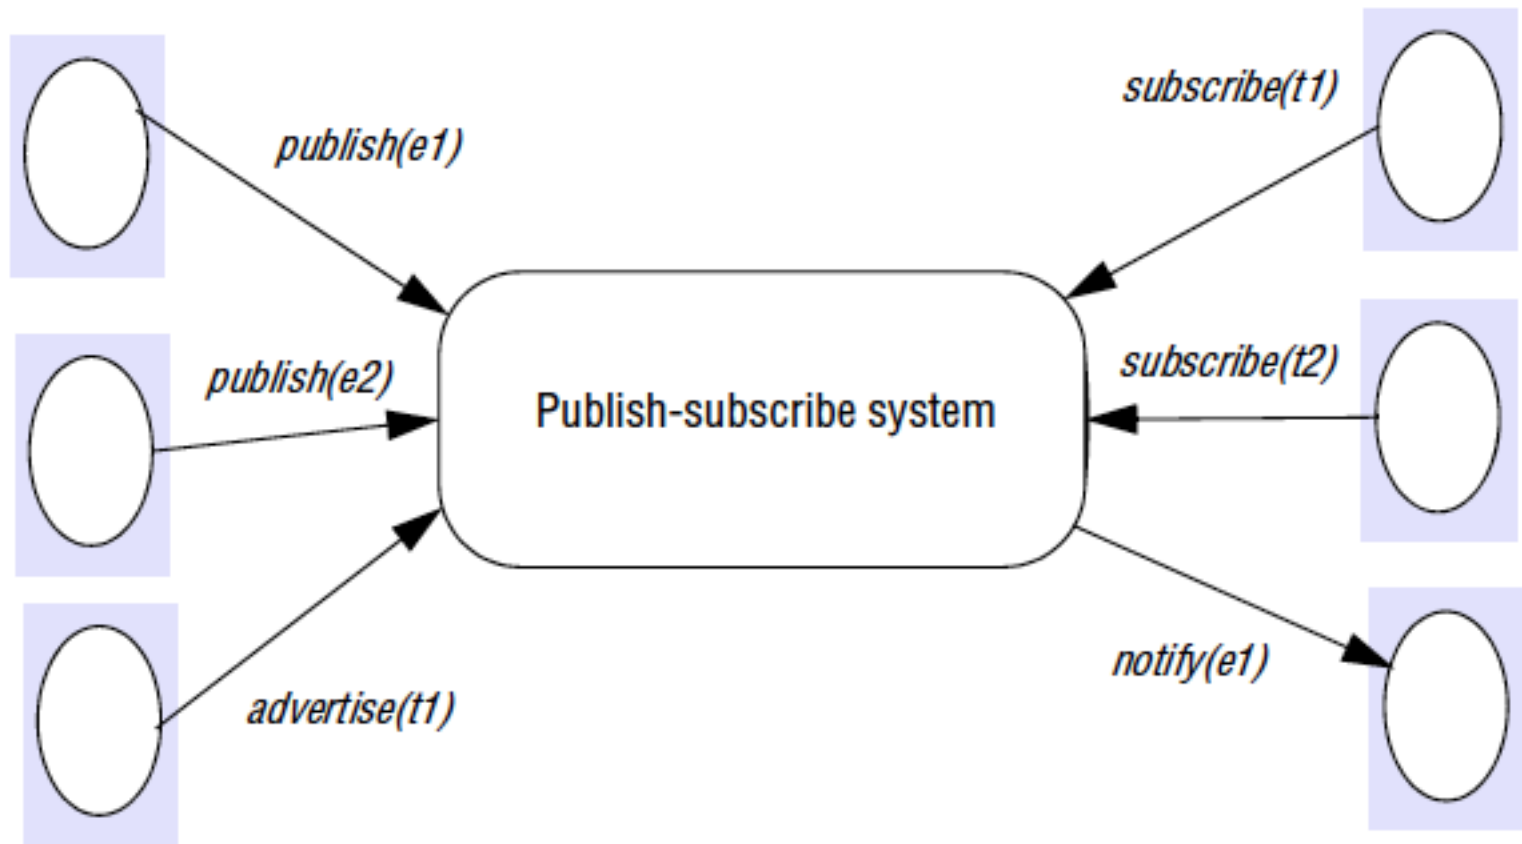 subscribe(t1)
publish(e1)
subscribe(t2)
publish(e2)
Publish-subscribe system
notify(e1)
advertise(t1)